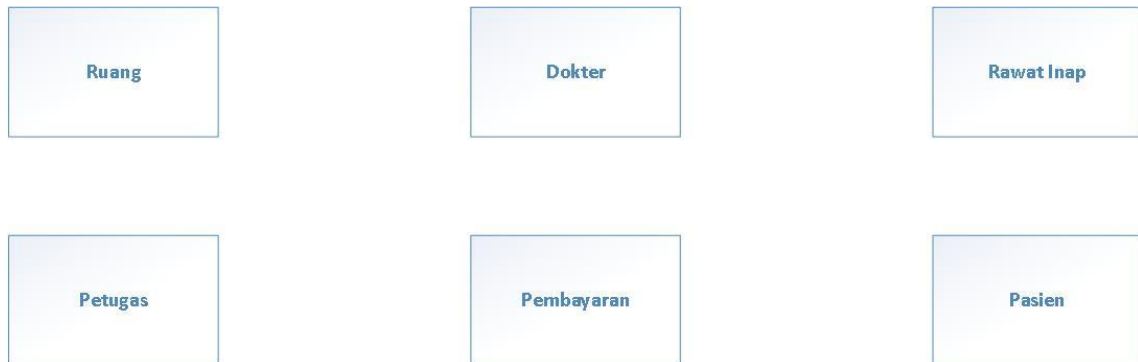 Ruang
Dokter
Rawat Inap
Petugas
Pembayaran
Pasien